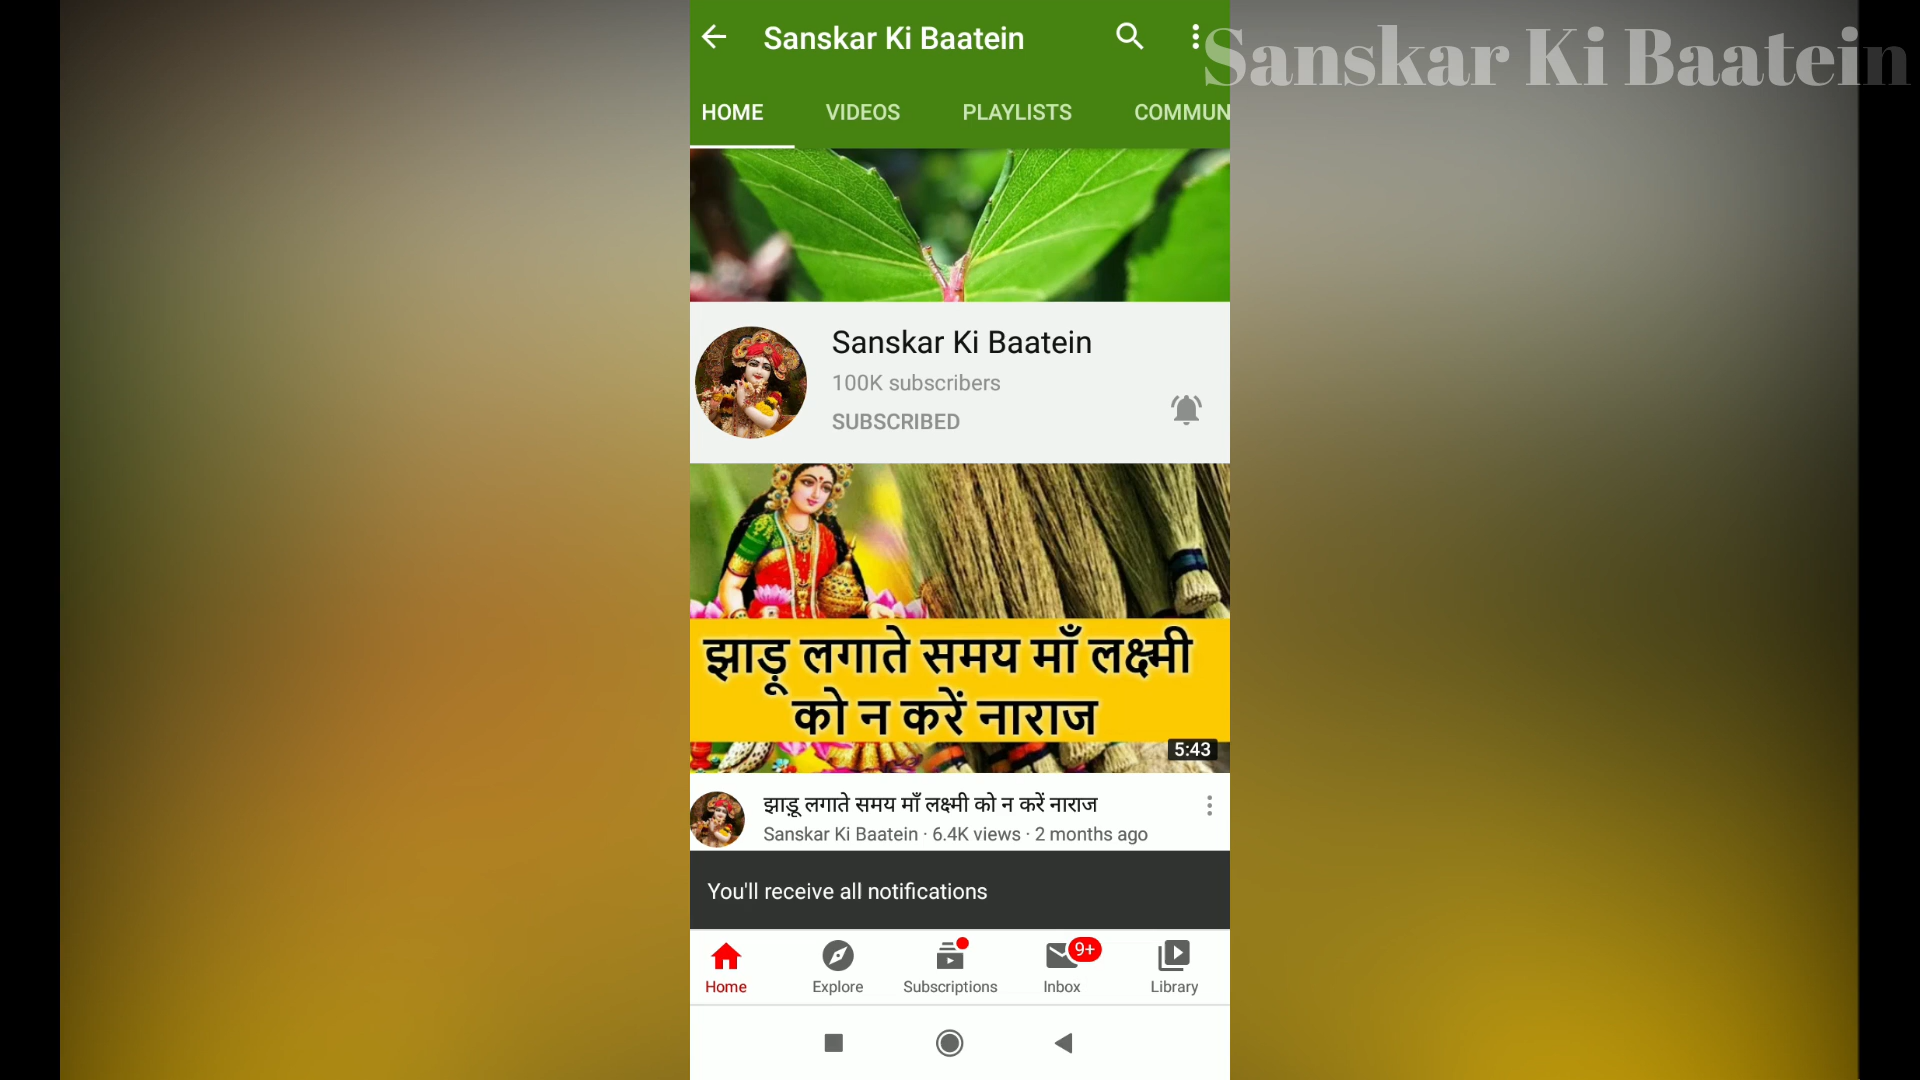 Sanskar Ki Baatein
Sanskar Ki Baatein
HOME VIDEOS PLAYLISTS COMMUN
Sanskar Ki Baatein
100K subscribers
SUBSCRIBED
झाड़ू लगाते समय माँ लक्ष्मी
को न करें नाराज
5:43
झाड़ू लगाते समय माँ लक्ष्मी को न करें नाराज
Sanskar Ki Baatein · 6.4K views · 2 months ago
You'll receive all notifications
9+
Home Explore Subscriptions Inbox Library